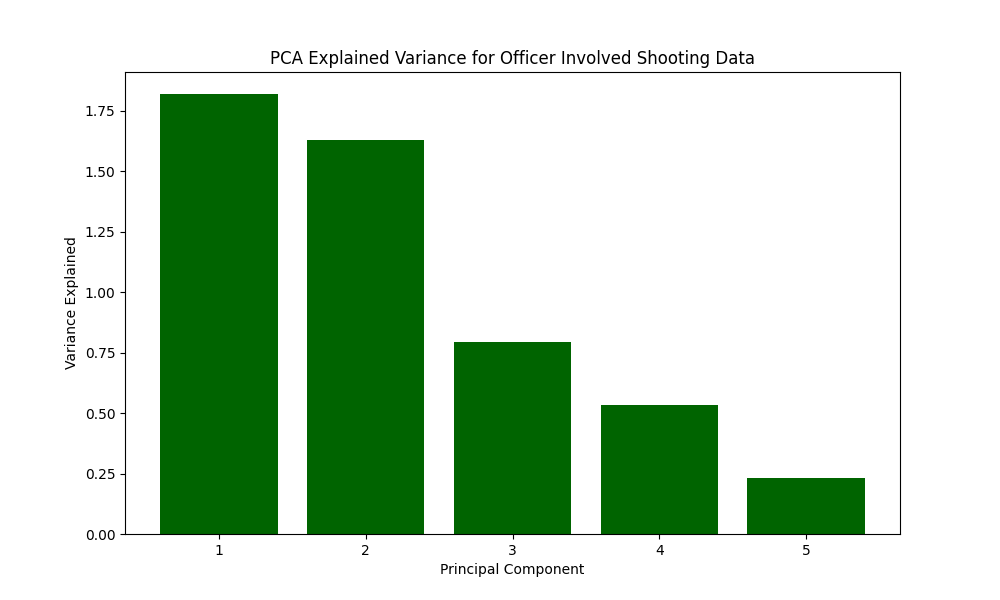 PCA Explained Variance for Officer Involved Shooting Data
Variance Explained
1.75
1.50
1.25
1.00
0.75
0.50
0.25
0.00
1 2 3 4 5
Principal Component